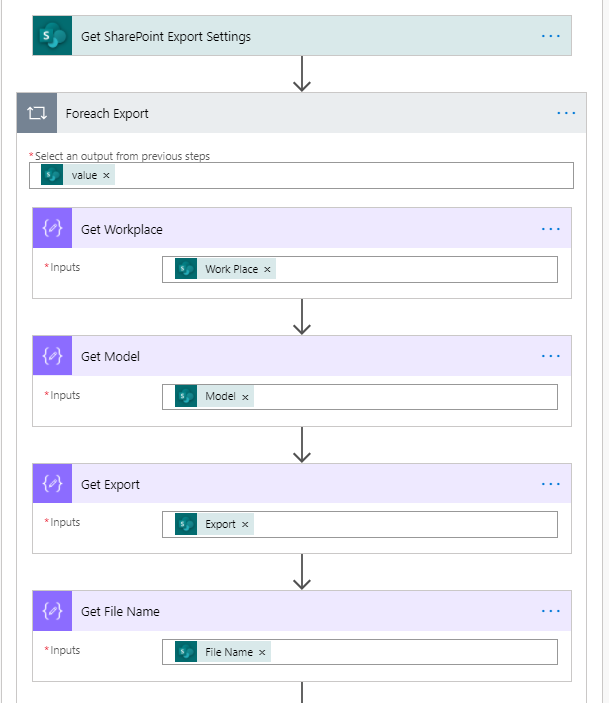 Get SharePoint Export Settings
Foreach Export
*Select an output from previous steps
value
Get Workplace
*Inputs
Work Place
Get Model
*Inputs
Model
Get Export
*Inputs
Export
Get File Name
*Inputs
File Name